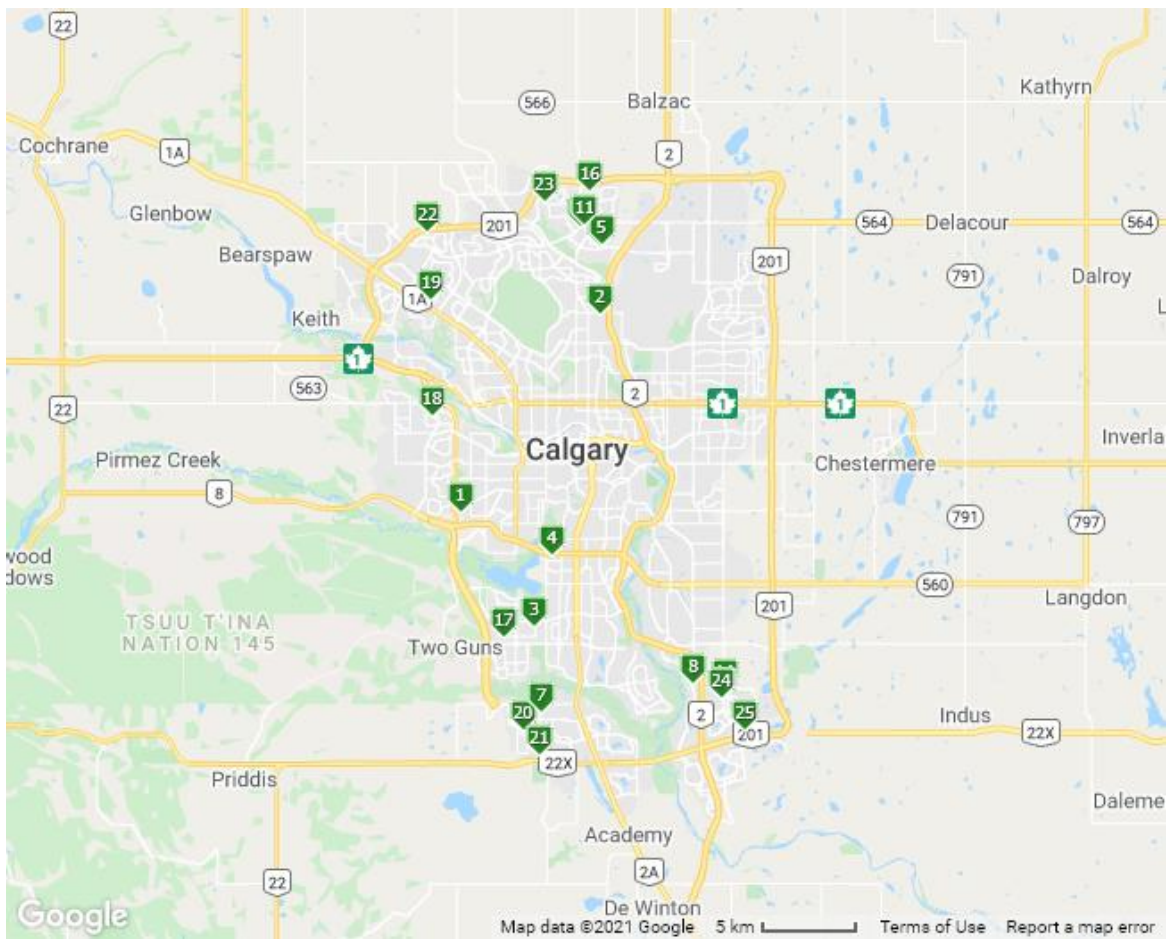 22
566
Balzac
Kathyrn
Cochrane
1A
2
16
23
Glenbow
11
22
201
5
564
Delacour
564
Bearspaw
201
791
19
Dalroy
1A
2
Keith
1
563
18
2
1
1
22
Calgary
Inverla
Pirmez Creek
Chestermere
8
1
791
797
4
wood
dows
560
3
201
Langdon
TSUU T'INA
NATION 145
17
Two Guns
8
24
7
20
25
2
201
Indus
22X
21
22X
Priddis
Daleme
Academy
2A
22
De Winton
Google
Map data ©2021 Google
5 km
Terms of Use
Report a map error